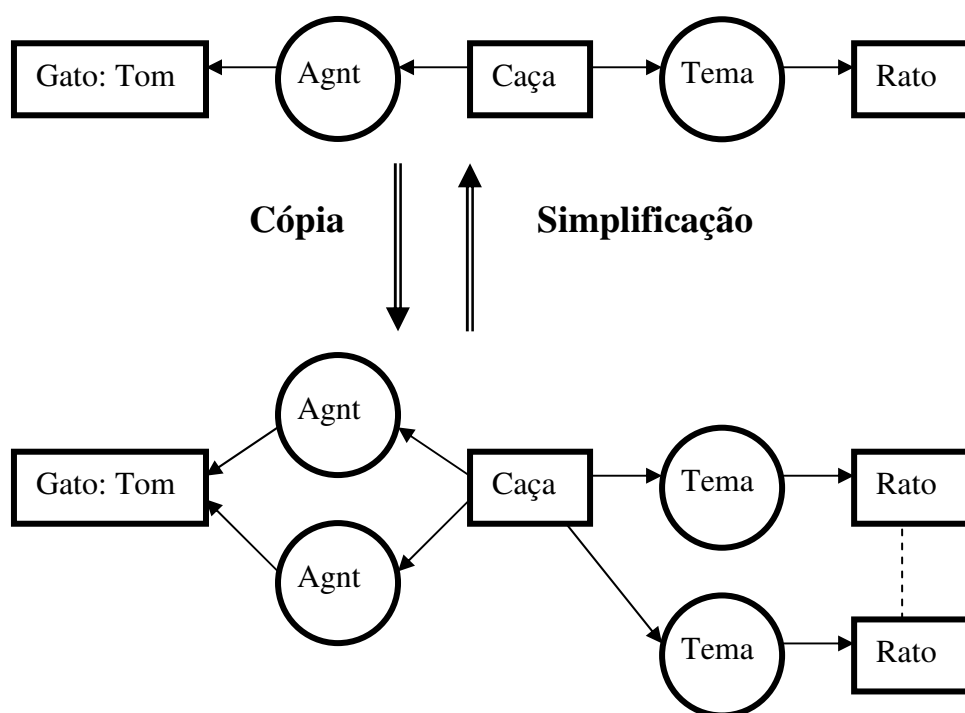 Gato: Tom Agnt Caça Tema Rato
Cópia Simplificação
Agnt
Gato: Tom Caça Tema Rato
Agnt
Tema Rato